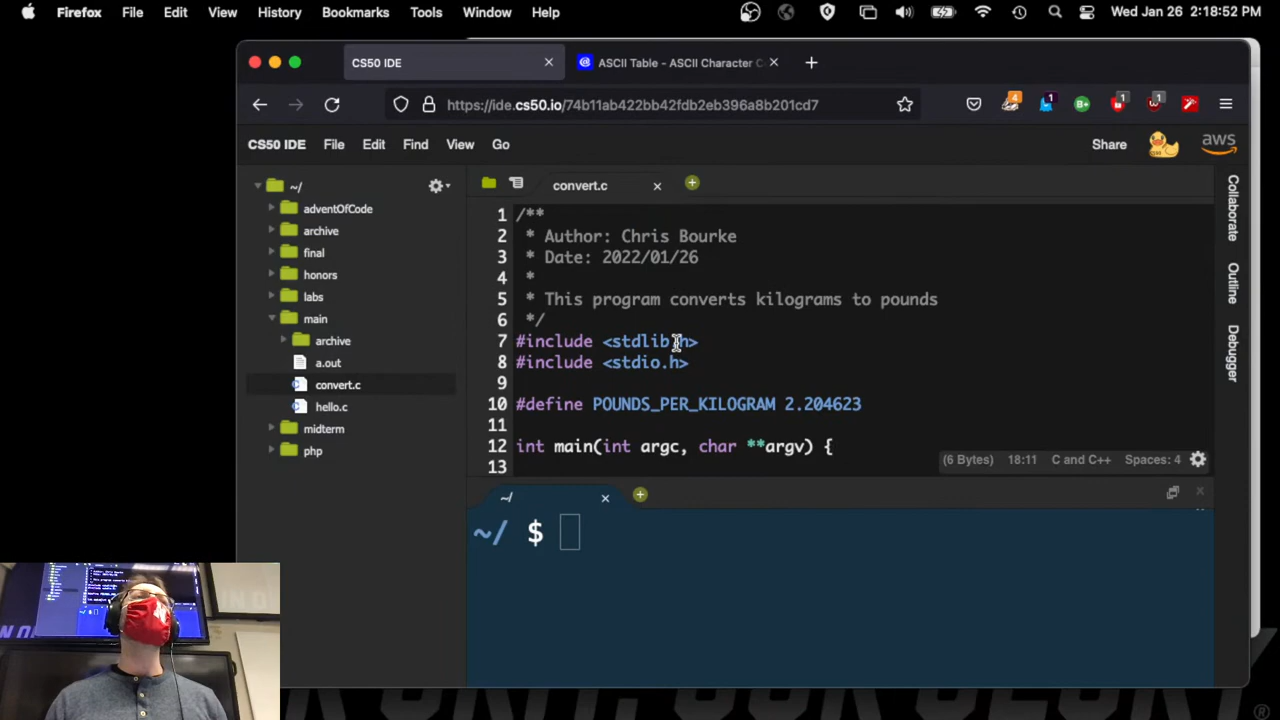 Firefox File Edit View History Bookmarks Tools Window Help Wed Jan 26 2:18:52 PM
CS50 IDE
ASCII Table - ASCII Character C
https://ide.cs50.io/74b11ab422bb42fdb2eb396a8b201cd7
4 1 B+ 1 1
CS50 IDE File Edit Find View Go Share aws
~/
adventOfCode
archive
final
honors
labs
main
archive
a.out
convert.c
hello.c
midterm
php
convert.c
1 /**
2 * Author: Chris Bourke
3 * Date: 2022/01/26
4 *
5 * This program converts kilograms to pounds
6 */
7 #include <stdlib.h>
8 #include <stdio.h>
9
10 #define POUNDS_PER_KILOGRAM 2.204623
11
12 int main(int argc, char **argv) {
13
(6 Bytes) 18:11 C and C++ Spaces: 4
Collaborate
Outline
Debugger
~/
~/ $